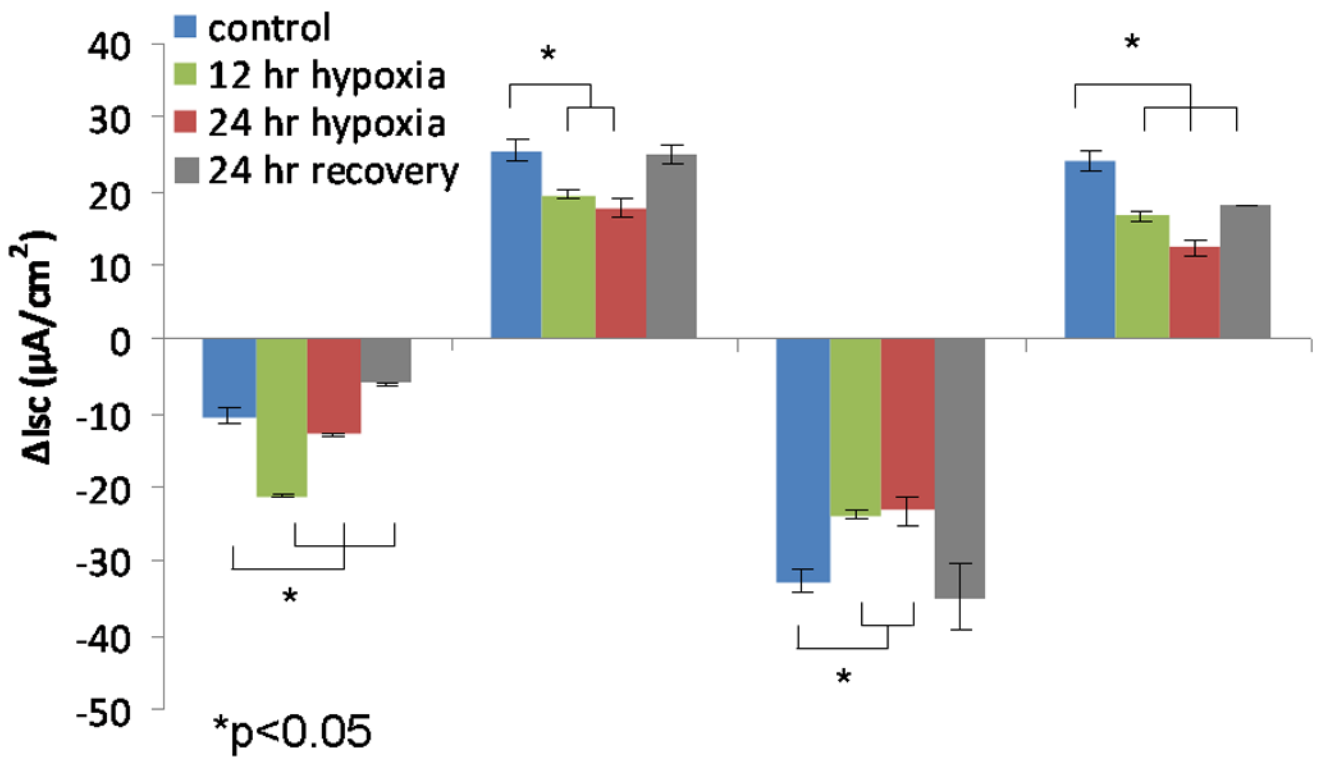 control
12 hr hypoxia
24 hr hypoxia
24 hr recovery
ΔIsc (µA/cm²)
40
30
20
10
0
-10
-20
-30
-40
-50
*
*
*
*
*p<0.05